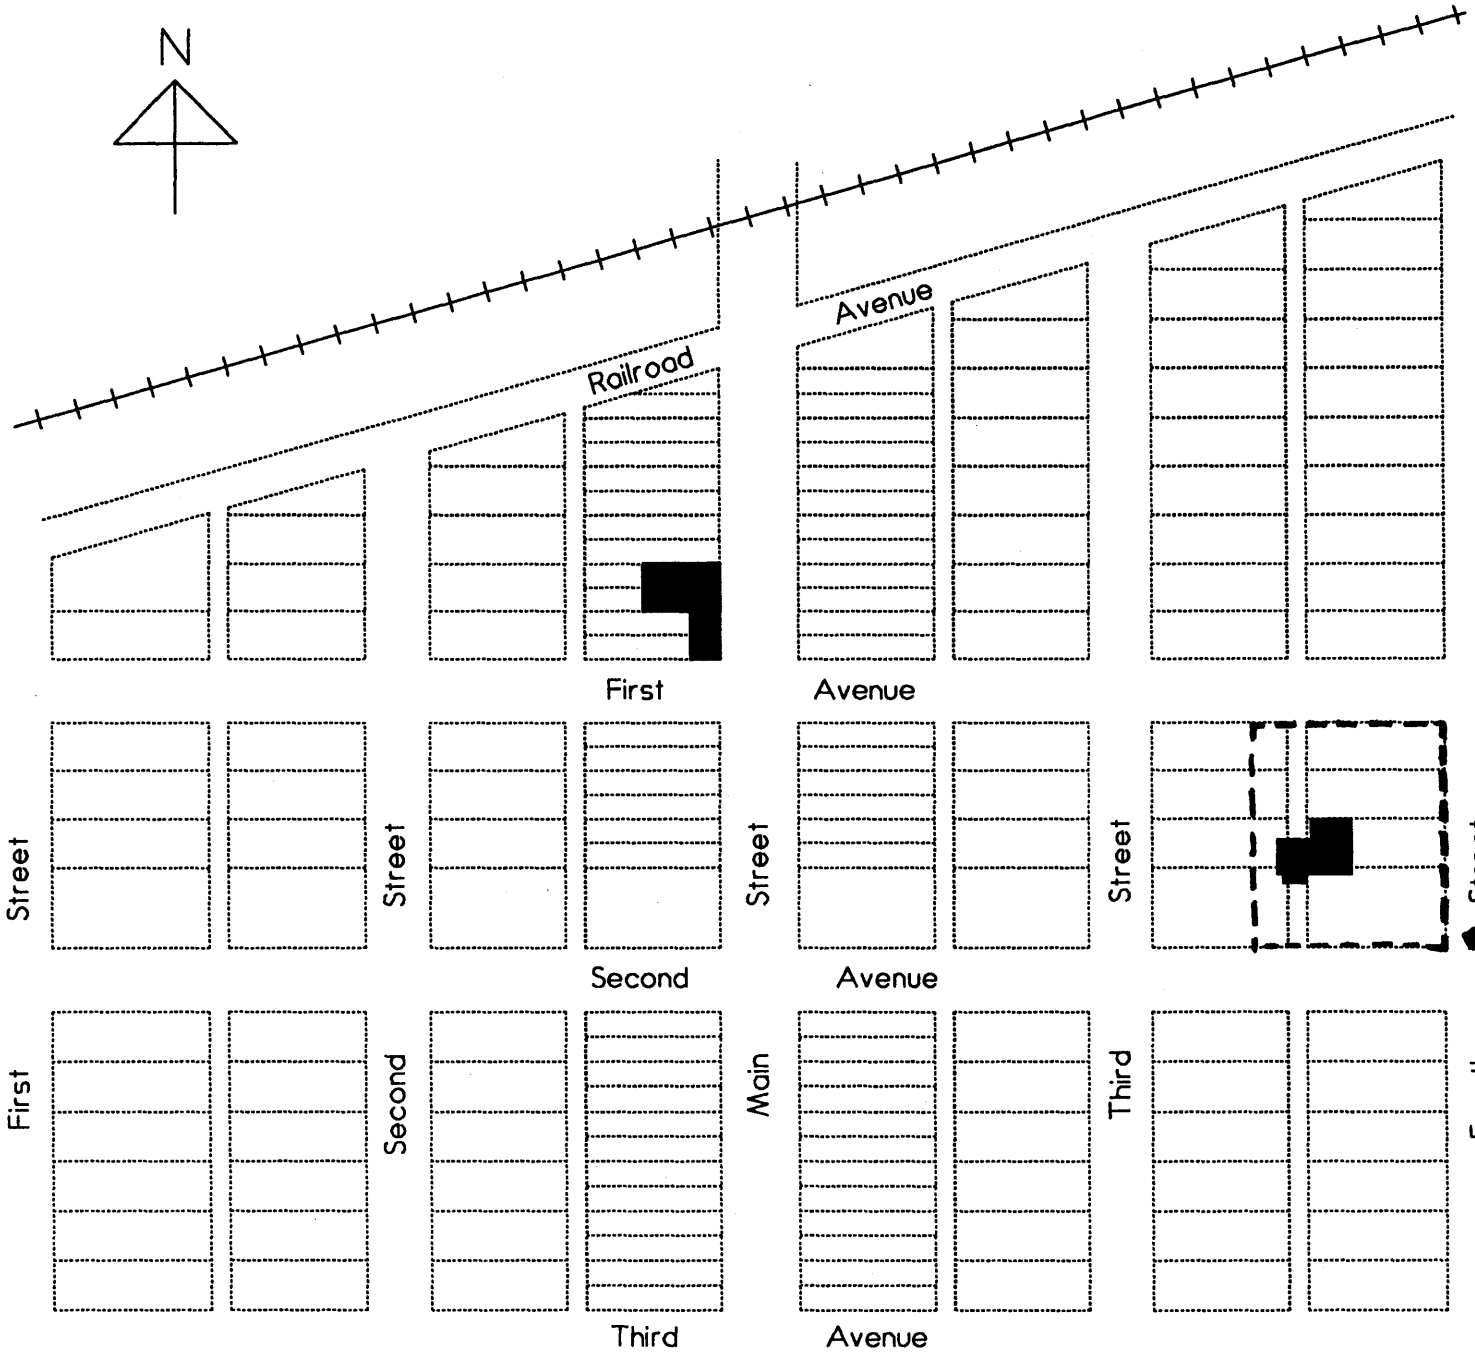 N
Avenue
Railroad
First Avenue
Street
Street
Street
Street
Second Avenue
First
Second
Main
Third
Third Avenue